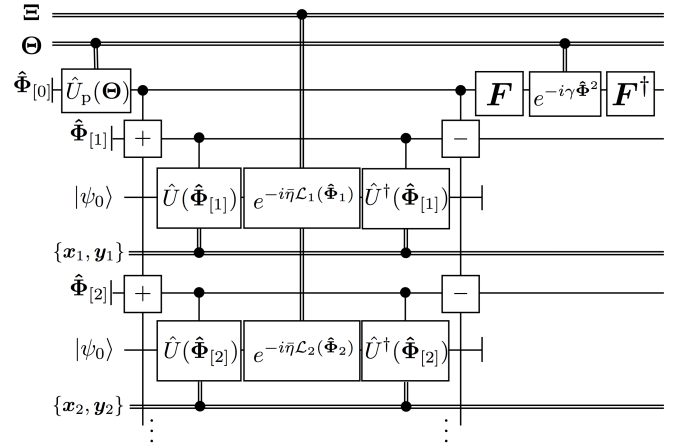 Ξ
Θ
Φ̂[0] Ûp(Θ) F e^{-iγΦ̂²} F†
Φ̂[1] + −
|ψ0⟩ Û(Φ̂[1]) e^{-iη̄ℒ1(Φ̂1)} Û†(Φ̂[1])
{x1, y1}
Φ̂[2] + −
|ψ0⟩ Û(Φ̂[2]) e^{-iη̄ℒ2(Φ̂2)} Û†(Φ̂[2])
{x2, y2}
⋮ ⋮